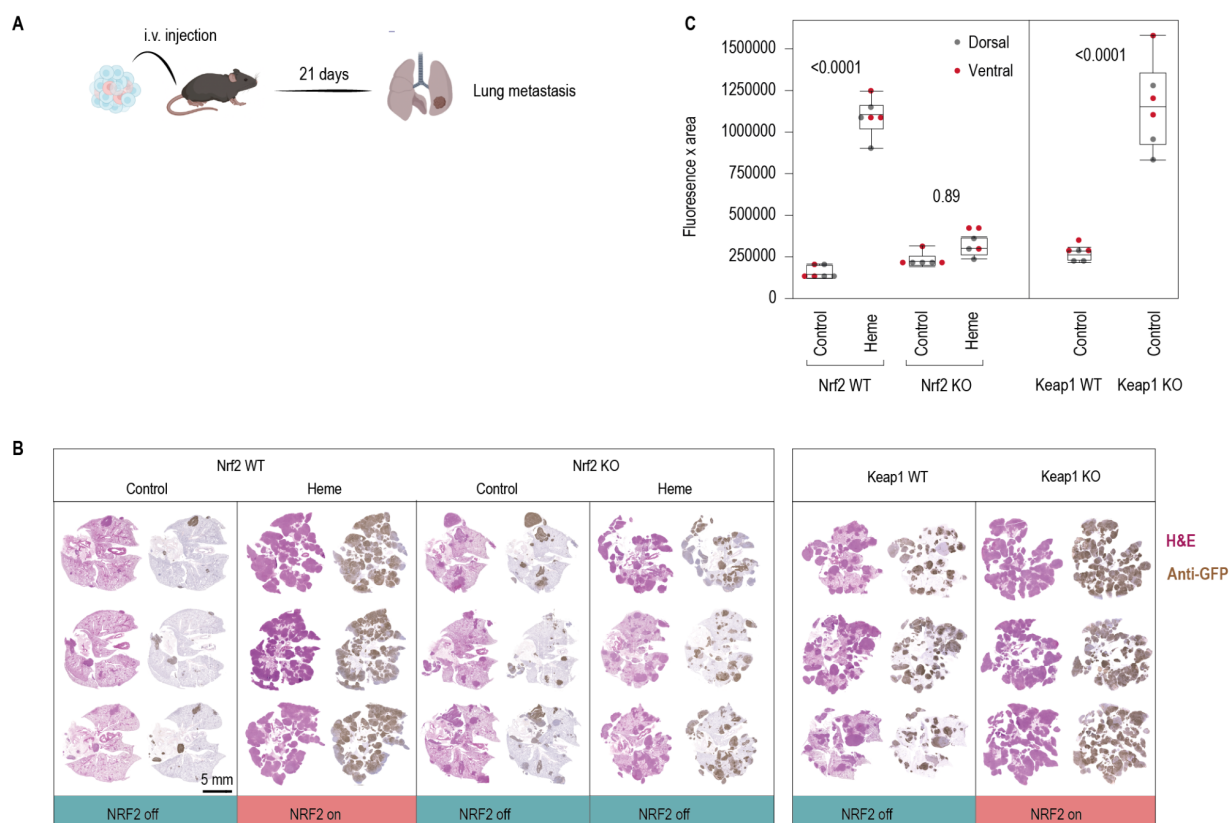 A
i.v. injection
21 days
Lung metastasis
C
Fluoresence x area
1500000
1250000
1000000
750000
500000
250000
0
Dorsal
Ventral
<0.0001
0.89
<0.0001
Control
Heme
Control
Heme
Control
Control
Nrf2 WT
Nrf2 KO
Keap1 WT
Keap1 KO
B
Nrf2 WT
Nrf2 KO
Control
Heme
Control
Heme
Keap1 WT
Keap1 KO
H&E
Anti-GFP
5 mm
NRF2 off
NRF2 on
NRF2 off
NRF2 off
NRF2 off
NRF2 on